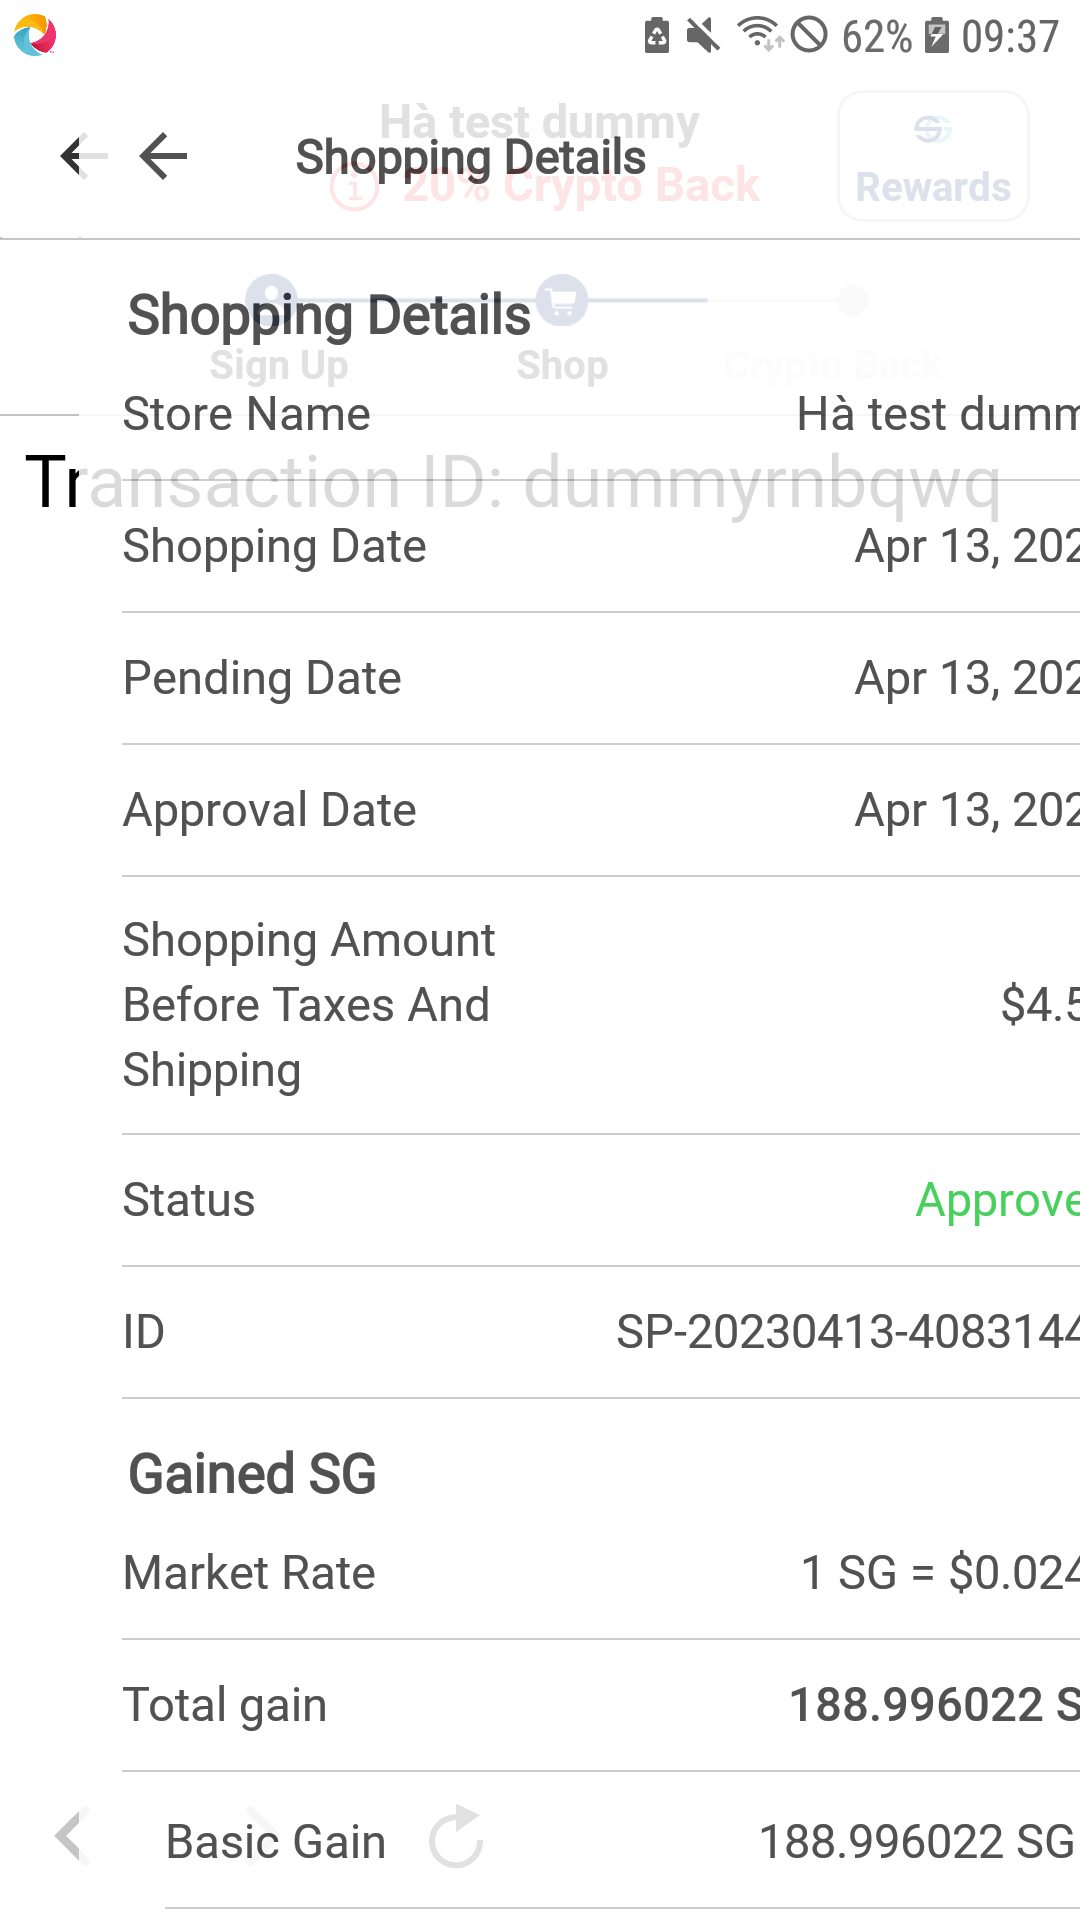 62% 09:37
Hà test dummy
Shopping Details
20% Crypto Back
Rewards
Shopping Details
Sign Up Shop Crypto Back
Store Name Hà test dumm
Transaction ID: dummyrnbqwq
Shopping Date Apr 13, 202
Pending Date Apr 13, 202
Approval Date Apr 13, 202
Shopping Amount
Before Taxes And $4.5
Shipping
Status Approve
ID SP-20230413-4083144
Gained SG
Market Rate 1 SG = $0.024
Total gain 188.996022 S
Basic Gain 188.996022 SG